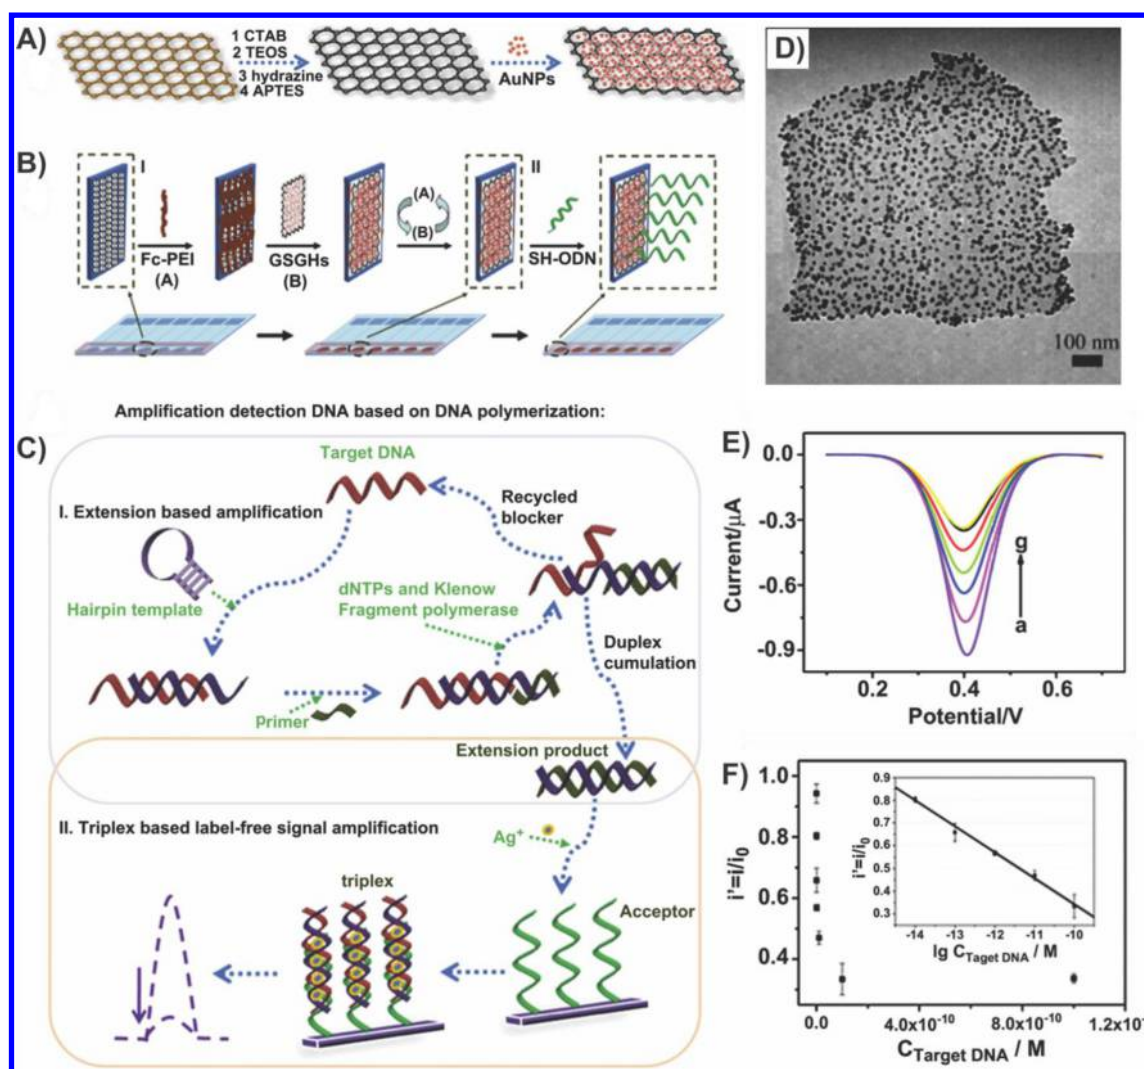 A)
1 CTAB
2 TEOS
3 hydrazine
4 APTES
AuNPs
B)
I
Fc-PEI
(A)
GSGHs
(B)
(A)
(B)
II
SH-ODN
Amplification detection DNA based on DNA polymerization:
C)
Target DNA
I. Extension based amplification
Recycled
blocker
Hairpin template
dNTPs and Klenow
Fragment polymerase
Duplex
cumulation
Primer
Extension product
II. Triplex based label-free signal amplification
Ag⁺
triplex
Acceptor
D)
100 nm
E)
0.0
-0.3
-0.6
-0.9
Current/μA
g
a
0.2 0.4 0.6
Potential/V
F)
1.0
0.8
0.6
0.4
i'=i/i₀
0.9
0.8
0.7
0.6
0.5
0.4
0.3
i'=i/i₀
-14 -13 -12 -11 -10
lg C Taget DNA / M
0.0 4.0x10⁻¹⁰ 8.0x10⁻¹⁰
C Target DNA / M